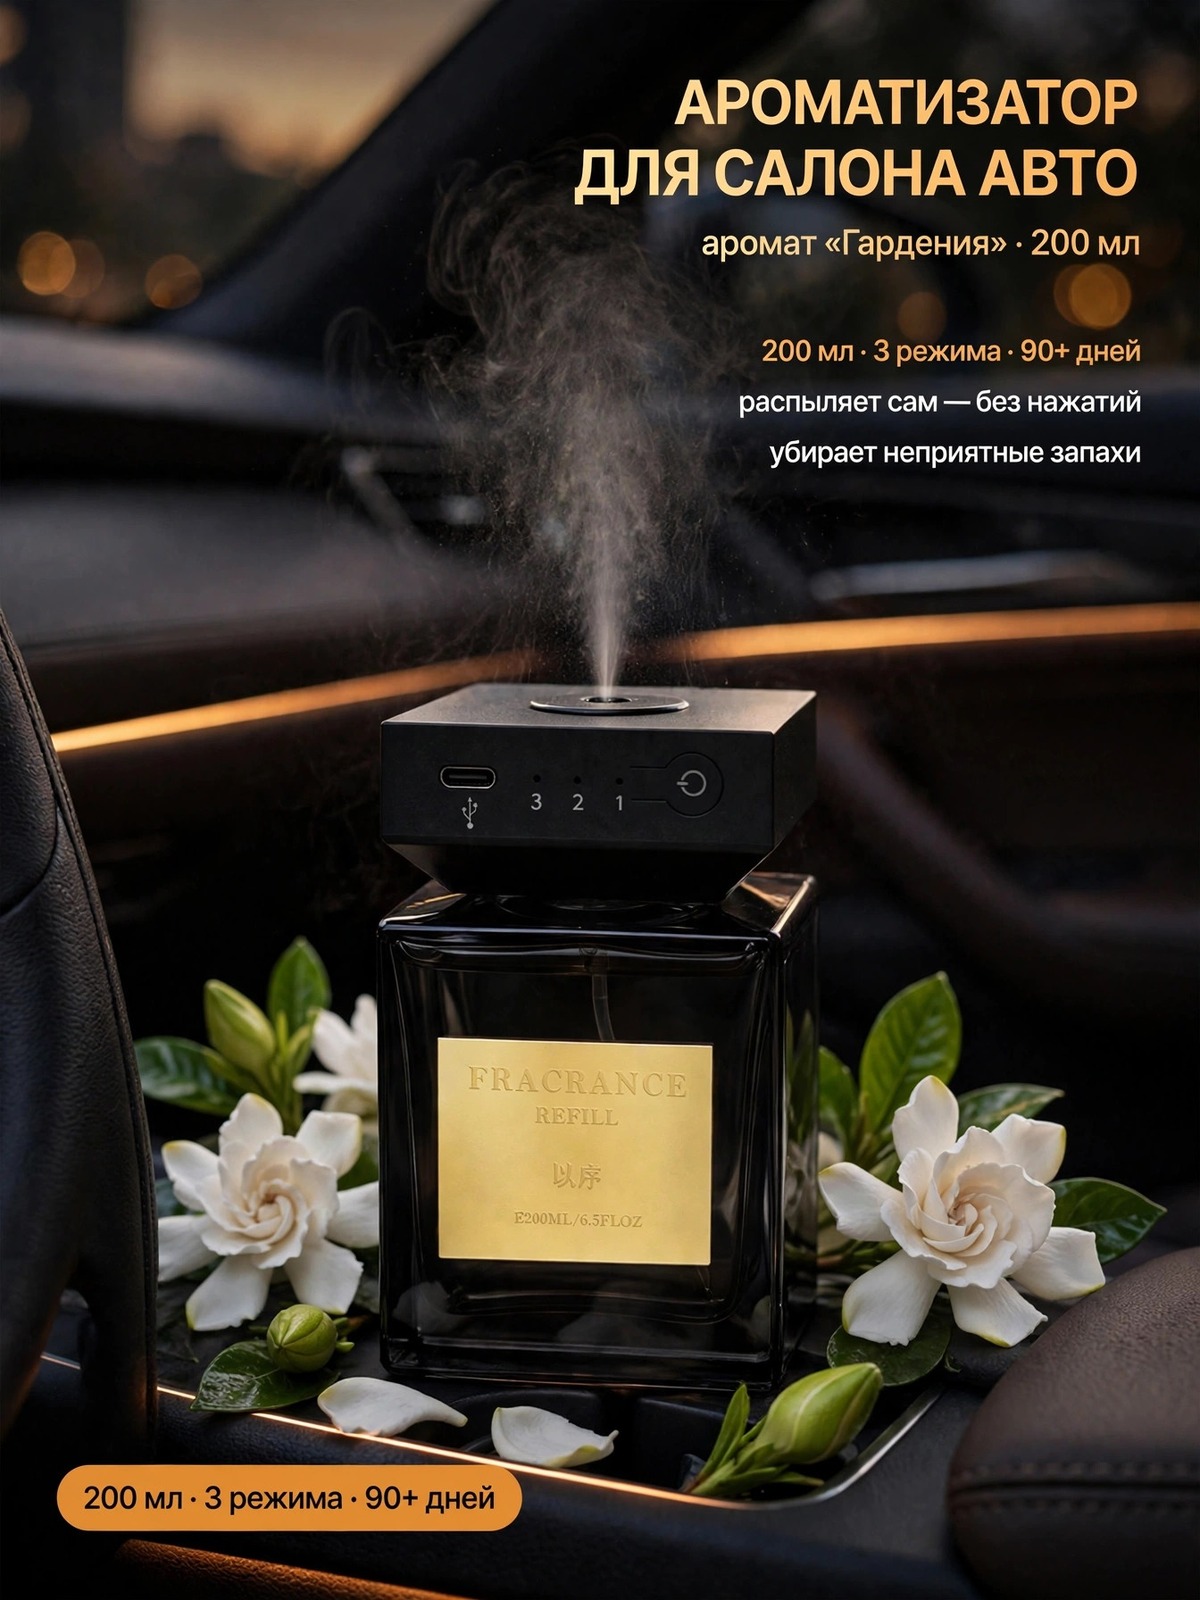 АРОМАТИЗАТОР
ДЛЯ САЛОНА АВТО
аромат «Гардения» · 200 мл
200 мл · 3 режима · 90+ дней
распыляет сам — без нажатий
убирает неприятные запахи
3 2 1
FRACRANCE
REFILL
以序
E200ML/6.5FLOZ
200 мл · 3 режима · 90+ дней